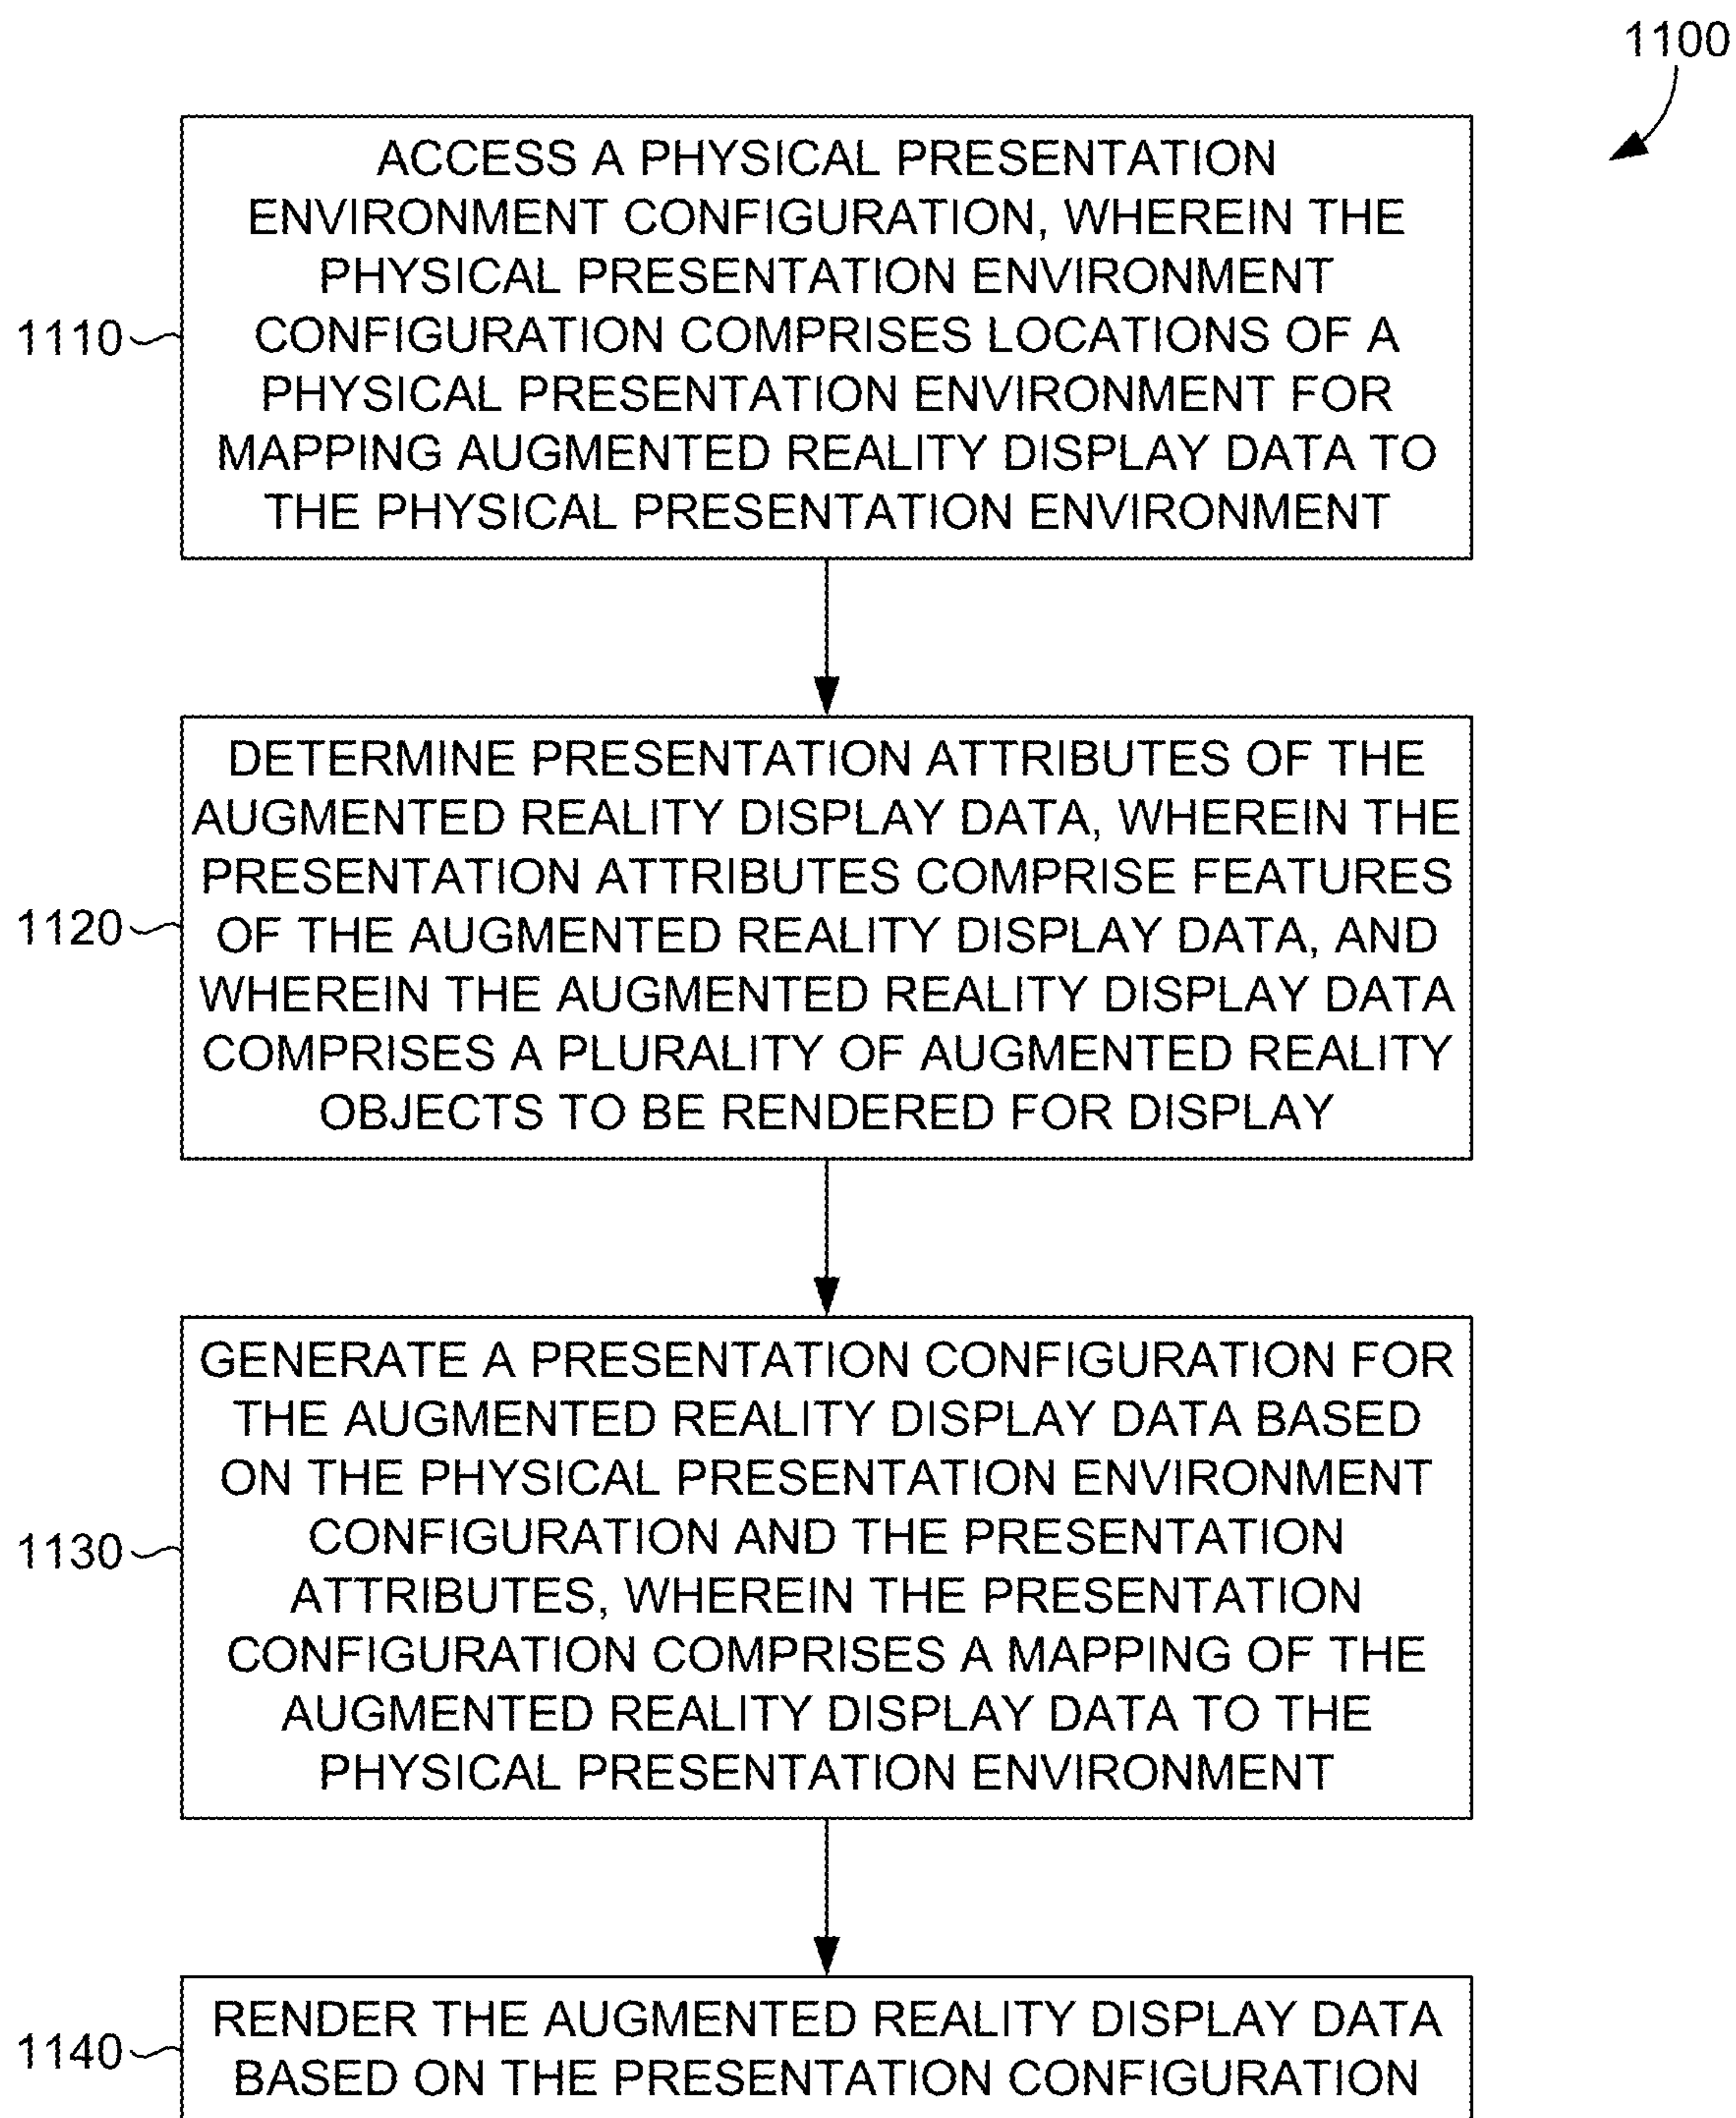 1100
ACCESS A PHYSICAL PRESENTATION
ENVIRONMENT CONFIGURATION, WHEREIN THE
PHYSICAL PRESENTATION ENVIRONMENT
CONFIGURATION COMPRISES LOCATIONS OF A
PHYSICAL PRESENTATION ENVIRONMENT FOR
MAPPING AUGMENTED REALITY DISPLAY DATA TO
THE PHYSICAL PRESENTATION ENVIRONMENT
1110
DETERMINE PRESENTATION ATTRIBUTES OF THE
AUGMENTED REALITY DISPLAY DATA, WHEREIN THE
PRESENTATION ATTRIBUTES COMPRISE FEATURES
OF THE AUGMENTED REALITY DISPLAY DATA, AND
WHEREIN THE AUGMENTED REALITY DISPLAY DATA
COMPRISES A PLURALITY OF AUGMENTED REALITY
OBJECTS TO BE RENDERED FOR DISPLAY
1120
GENERATE A PRESENTATION CONFIGURATION FOR
THE AUGMENTED REALITY DISPLAY DATA BASED
ON THE PHYSICAL PRESENTATION ENVIRONMENT
CONFIGURATION AND THE PRESENTATION
ATTRIBUTES, WHEREIN THE PRESENTATION
CONFIGURATION COMPRISES A MAPPING OF THE
AUGMENTED REALITY DISPLAY DATA TO THE
PHYSICAL PRESENTATION ENVIRONMENT
1130
RENDER THE AUGMENTED REALITY DISPLAY DATA
BASED ON THE PRESENTATION CONFIGURATION
1140